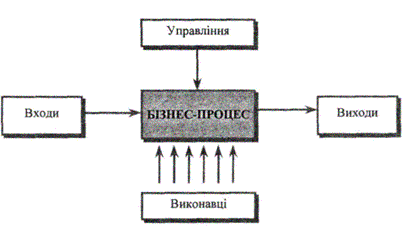 Управління
Входи
БІЗНЕС-ПРОЦЕС
Виходи
Виконавці